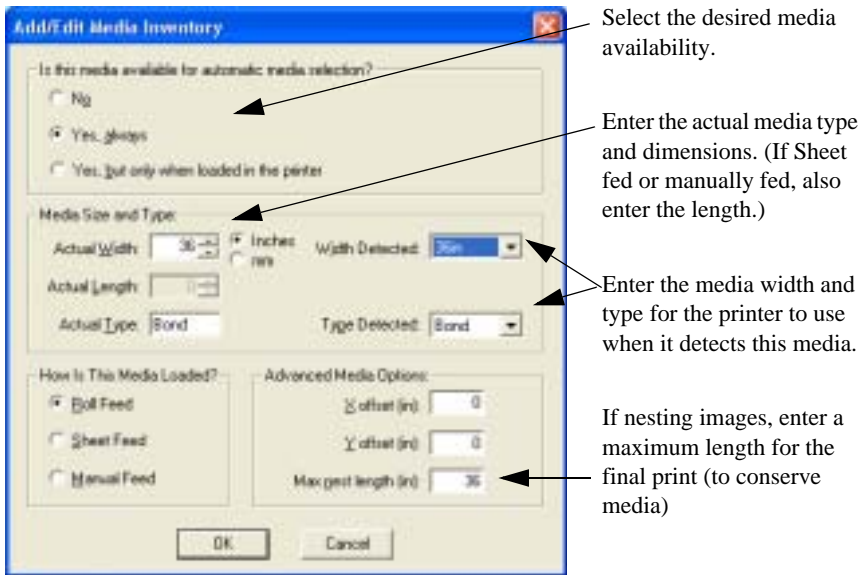 Add/Edit Media Inventory
Is this media available for automatic media selection?
No
Yes, always
Yes, but only when loaded in the printer
Media Size and Type:
Actual Width: 36 Inches
mm
Width Detected: 36in
Actual Length: 0
Actual Type: Bond
Type Detected: Bond
How Is This Media Loaded?
Roll Feed
Sheet Feed
Manual Feed
Advanced Media Options:
X offset (in): 0
Y offset (in): 0
Max nest length (in): 36
OK
Cancel
Select the desired media
availability.
Enter the actual media type
and dimensions. (If Sheet
fed or manually fed, also
enter the length.)
Enter the media width and
type for the printer to use
when it detects this media.
If nesting images, enter a
maximum length for the
final print (to conserve
media)